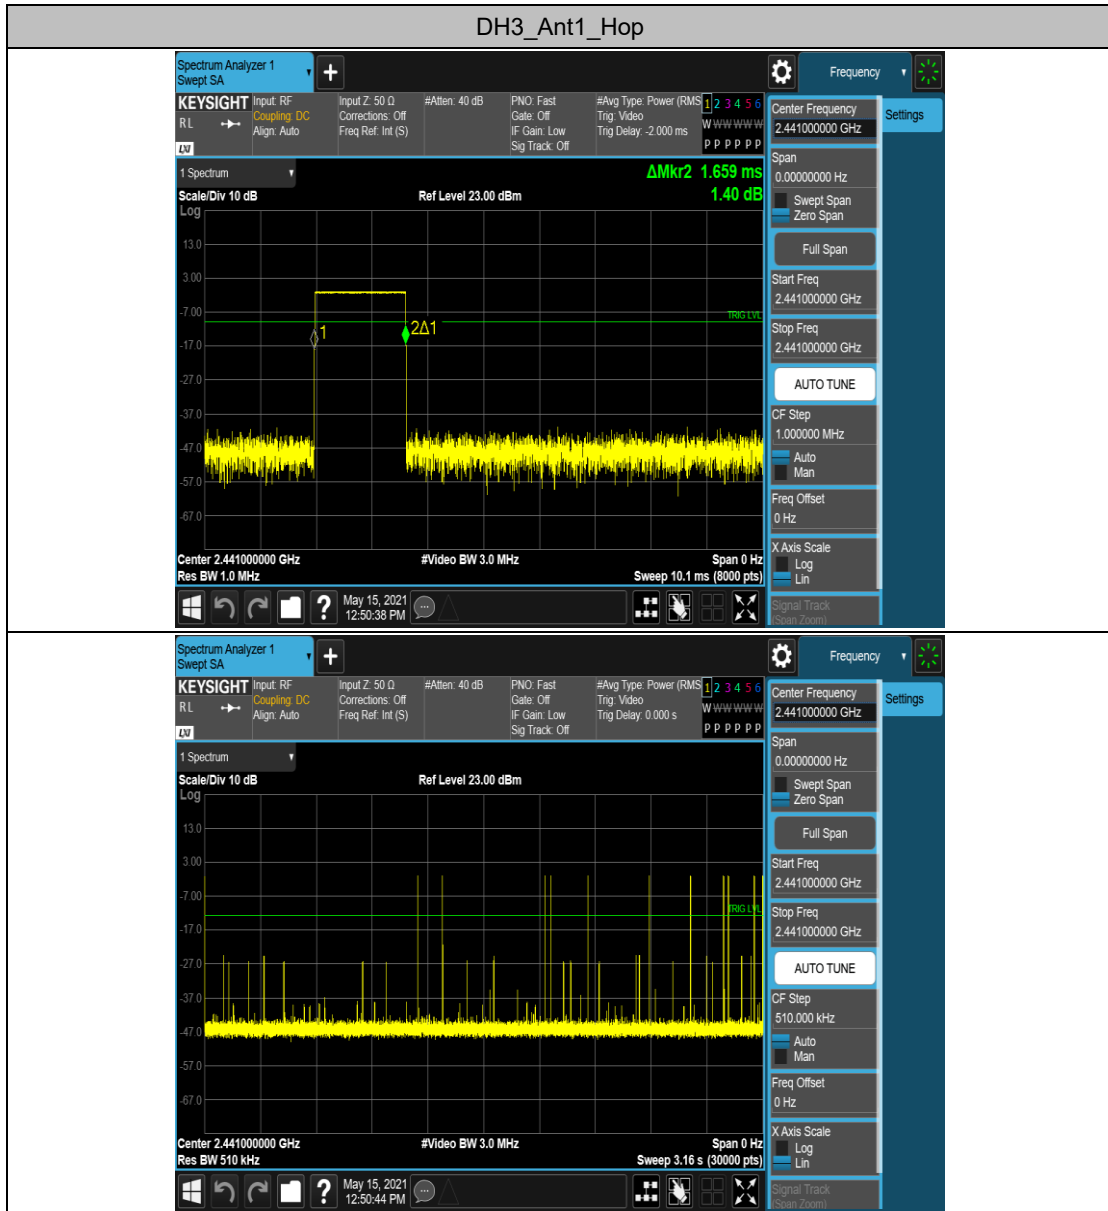 DH3_Ant1_Hop
Spectrum Analyzer 1
Swept SA
Frequency
KEYSIGHT
RL
LXI
Input: RF
Coupling: DC
Align: Auto
Input Z: 50 Ω
Corrections: Off
Freq Ref: Int (S)
#Atten: 40 dB
PNO: Fast
Gate: Off
IF Gain: Low
Sig Track: Off
#Avg Type: Power (RMS
Trig: Video
Trig Delay: -2.000 ms
1 2 3 4 5 6
W W W W W W
P P P P P P
1 Spectrum
Scale/Div 10 dB
Ref Level 23.00 dBm
ΔMkr2 1.659 ms
1.40 dB
Log
13.0
3.00
-7.00
-17.0
-27.0
-37.0
-47.0
-57.0
-67.0
TRIG LVL
1
2Δ1
Center 2.441000000 GHz
Res BW 1.0 MHz
#Video BW 3.0 MHz
Span 0 Hz
Sweep 10.1 ms (8000 pts)
May 15, 2021
12:50:38 PM
Center Frequency
2.441000000 GHz
Settings
Span
0.00000000 Hz
Swept Span
Zero Span
Full Span
Start Freq
2.441000000 GHz
Stop Freq
2.441000000 GHz
AUTO TUNE
CF Step
1.000000 MHz
Auto
Man
Freq Offset
0 Hz
X Axis Scale
Log
Lin
Signal Track
(Span Zoom)
Spectrum Analyzer 1
Swept SA
Frequency
KEYSIGHT
RL
LXI
Input: RF
Coupling: DC
Align: Auto
Input Z: 50 Ω
Corrections: Off
Freq Ref: Int (S)
#Atten: 40 dB
PNO: Fast
Gate: Off
IF Gain: Low
Sig Track: Off
#Avg Type: Power (RMS
Trig: Video
Trig Delay: 0.000 s
1 2 3 4 5 6
W W W W W W
P P P P P P
1 Spectrum
Scale/Div 10 dB
Ref Level 23.00 dBm
Log
13.0
3.00
-7.00
-17.0
-27.0
-37.0
-47.0
-57.0
-67.0
TRIG LVL
Center 2.441000000 GHz
Res BW 510 kHz
#Video BW 3.0 MHz
Span 0 Hz
Sweep 3.16 s (30000 pts)
May 15, 2021
12:50:44 PM
Center Frequency
2.441000000 GHz
Settings
Span
0.00000000 Hz
Swept Span
Zero Span
Full Span
Start Freq
2.441000000 GHz
Stop Freq
2.441000000 GHz
AUTO TUNE
CF Step
510.000 kHz
Auto
Man
Freq Offset
0 Hz
X Axis Scale
Log
Lin
Signal Track
(Span Zoom)